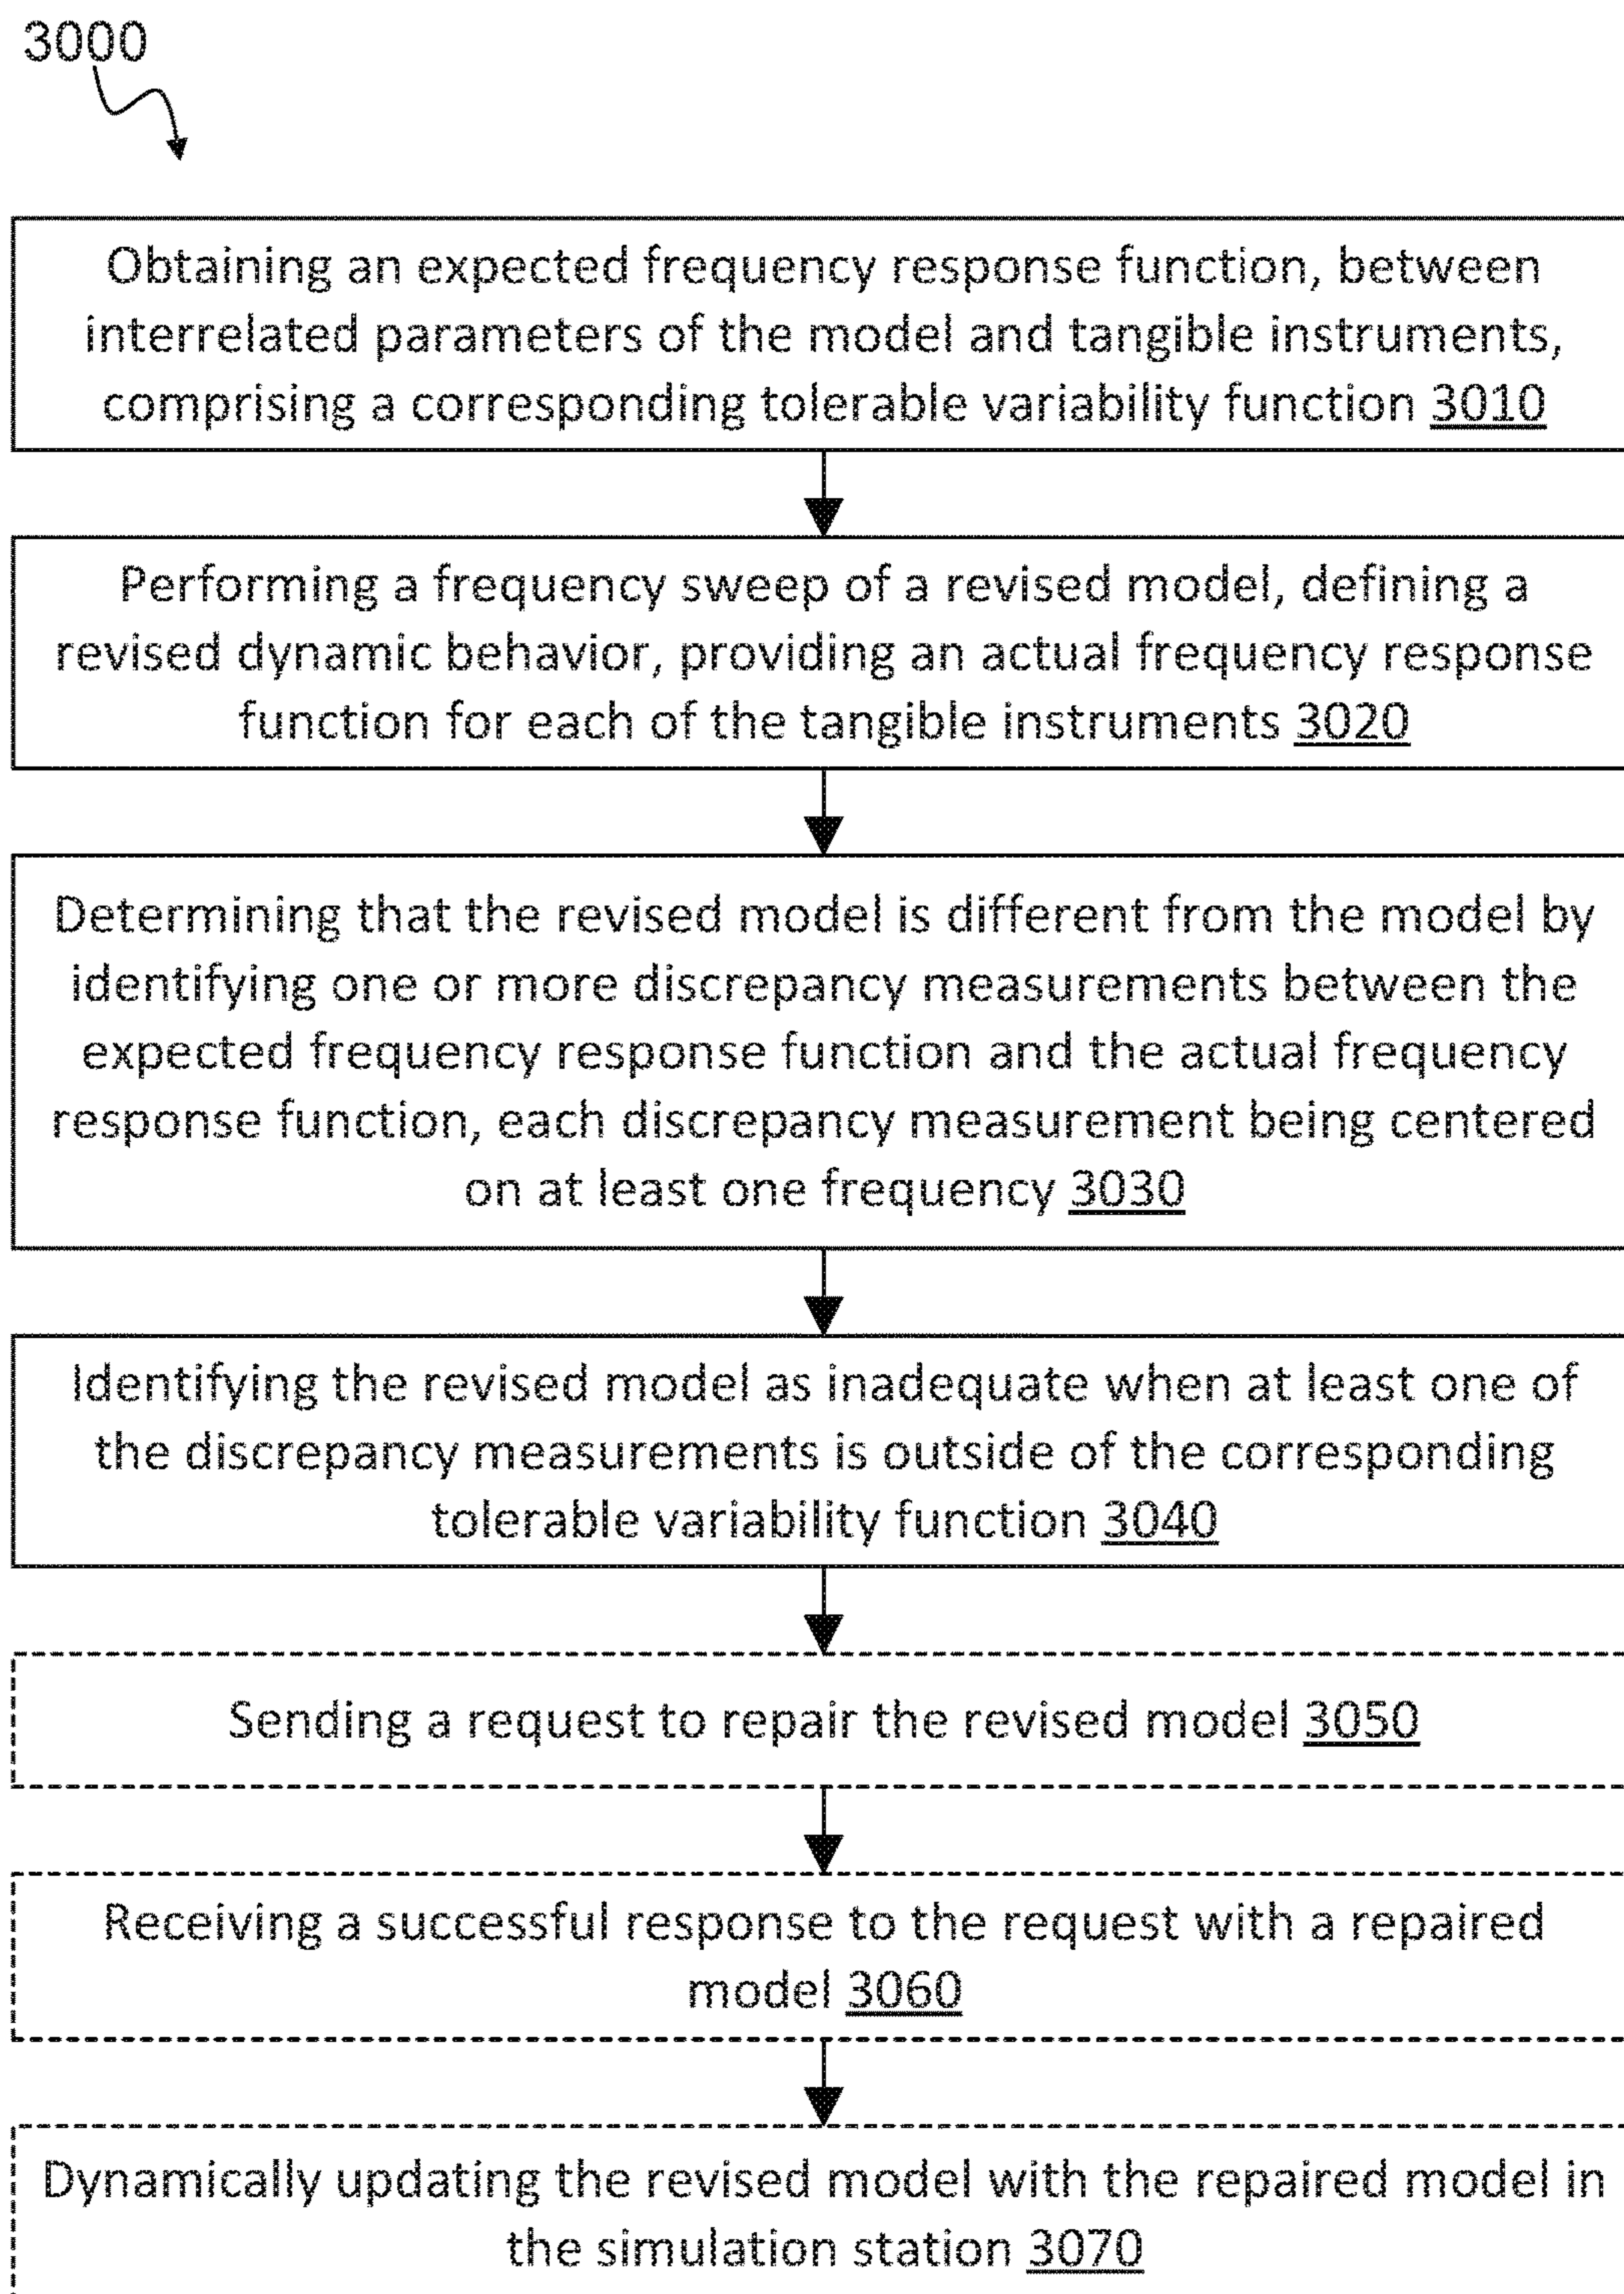 3000
Obtaining an expected frequency response function, between
interrelated parameters of the model and tangible instruments,
comprising a corresponding tolerable variability function 3010
Performing a frequency sweep of a revised model, defining a
revised dynamic behavior, providing an actual frequency response
function for each of the tangible instruments 3020
Determining that the revised model is different from the model by
identifying one or more discrepancy measurements between the
expected frequency response function and the actual frequency
response function, each discrepancy measurement being centered
on at least one frequency 3030
Identifying the revised model as inadequate when at least one of
the discrepancy measurements is outside of the corresponding
tolerable variability function 3040
Sending a request to repair the revised model 3050
Receiving a successful response to the request with a repaired
model 3060
Dynamically updating the revised model with the repaired model in
the simulation station 3070